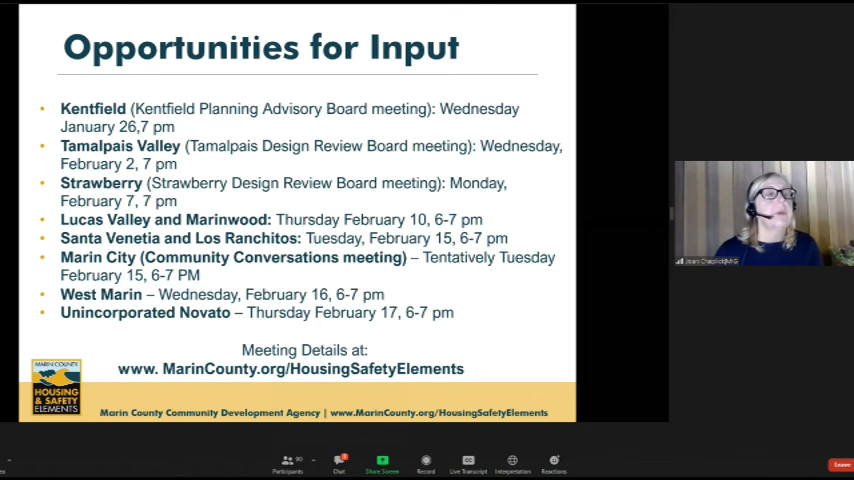 Opportunities for Input
• Kentfield (Kentfield Planning Advisory Board meeting): Wednesday
January 26,7 pm
• Tamalpais Valley (Tamalpais Design Review Board meeting): Wednesday,
February 2, 7 pm
• Strawberry (Strawberry Design Review Board meeting): Monday,
February 7, 7 pm
• Lucas Valley and Marinwood: Thursday February 10, 6-7 pm
• Santa Venetia and Los Ranchitos: Tuesday, February 15, 6-7 pm
• Marin City (Community Conversations meeting) – Tentatively Tuesday
February 15, 6-7 PM
• West Marin – Wednesday, February 16, 6-7 pm
• Unincorporated Novato – Thursday February 17, 6-7 pm
Meeting Details at:
www. MarinCounty.org/HousingSafetyElements
MARIN COUNTY
HOUSING
& SAFETY
ELEMENTS
Marin County Community Development Agency | www.MarinCounty.org/HousingSafetyElements
Participants 90
Chat
Share Screen
Record
Live Transcript
Interpretation
Reactions
Leave